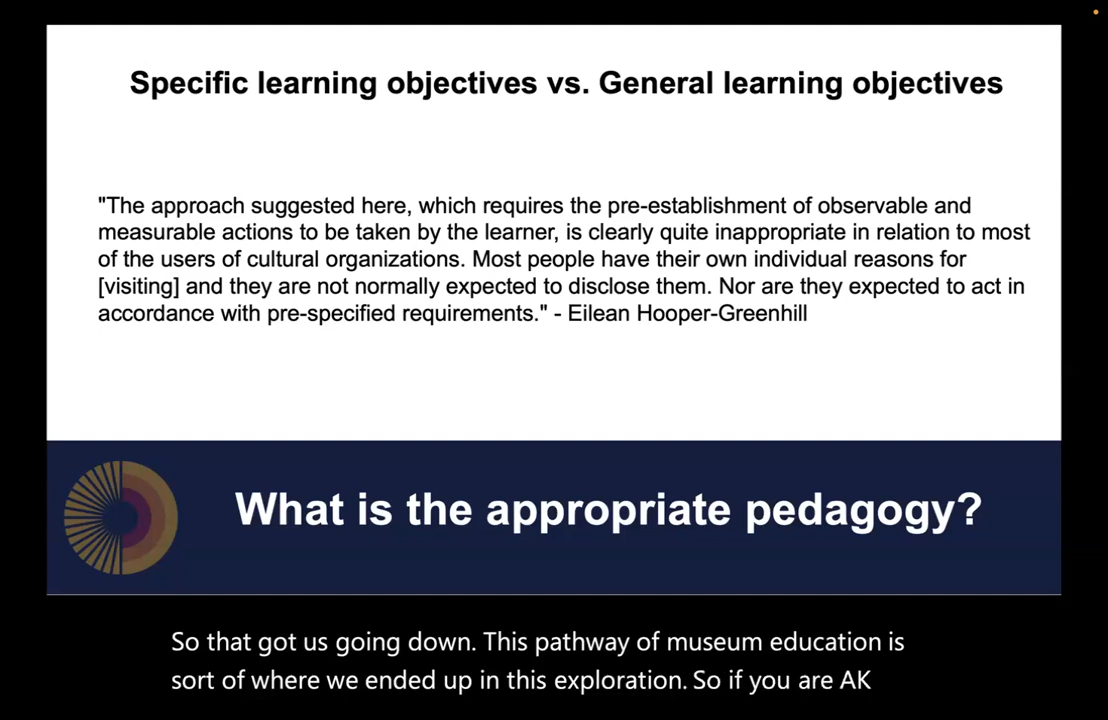 Specific learning objectives vs. General learning objectives
"The approach suggested here, which requires the pre-establishment of observable and
measurable actions to be taken by the learner, is clearly quite inappropriate in relation to most
of the users of cultural organizations. Most people have their own individual reasons for
[visiting] and they are not normally expected to disclose them. Nor are they expected to act in
accordance with pre-specified requirements." - Eilean Hooper-Greenhill
What is the appropriate pedagogy?
So that got us going down. This pathway of museum education is
sort of where we ended up in this exploration. So if you are AK